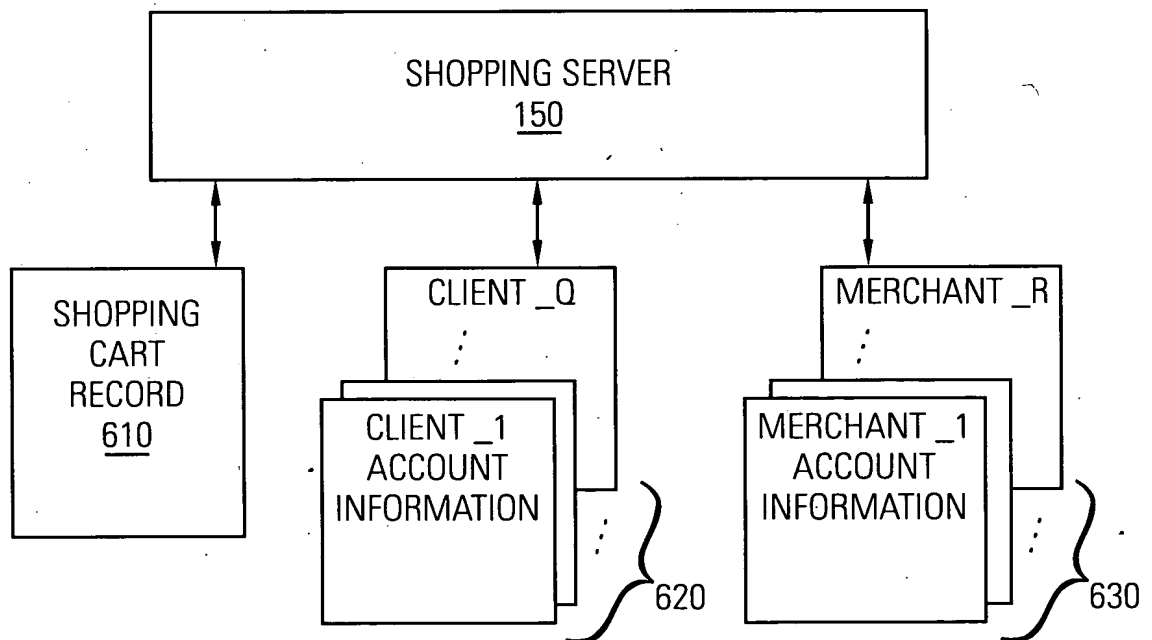 SHOPPING SERVER
150
SHOPPING
CART
RECORD
610
CLIENT _Q
CLIENT _1
ACCOUNT
INFORMATION
620
MERCHANT _R
MERCHANT _1
ACCOUNT
INFORMATION
630